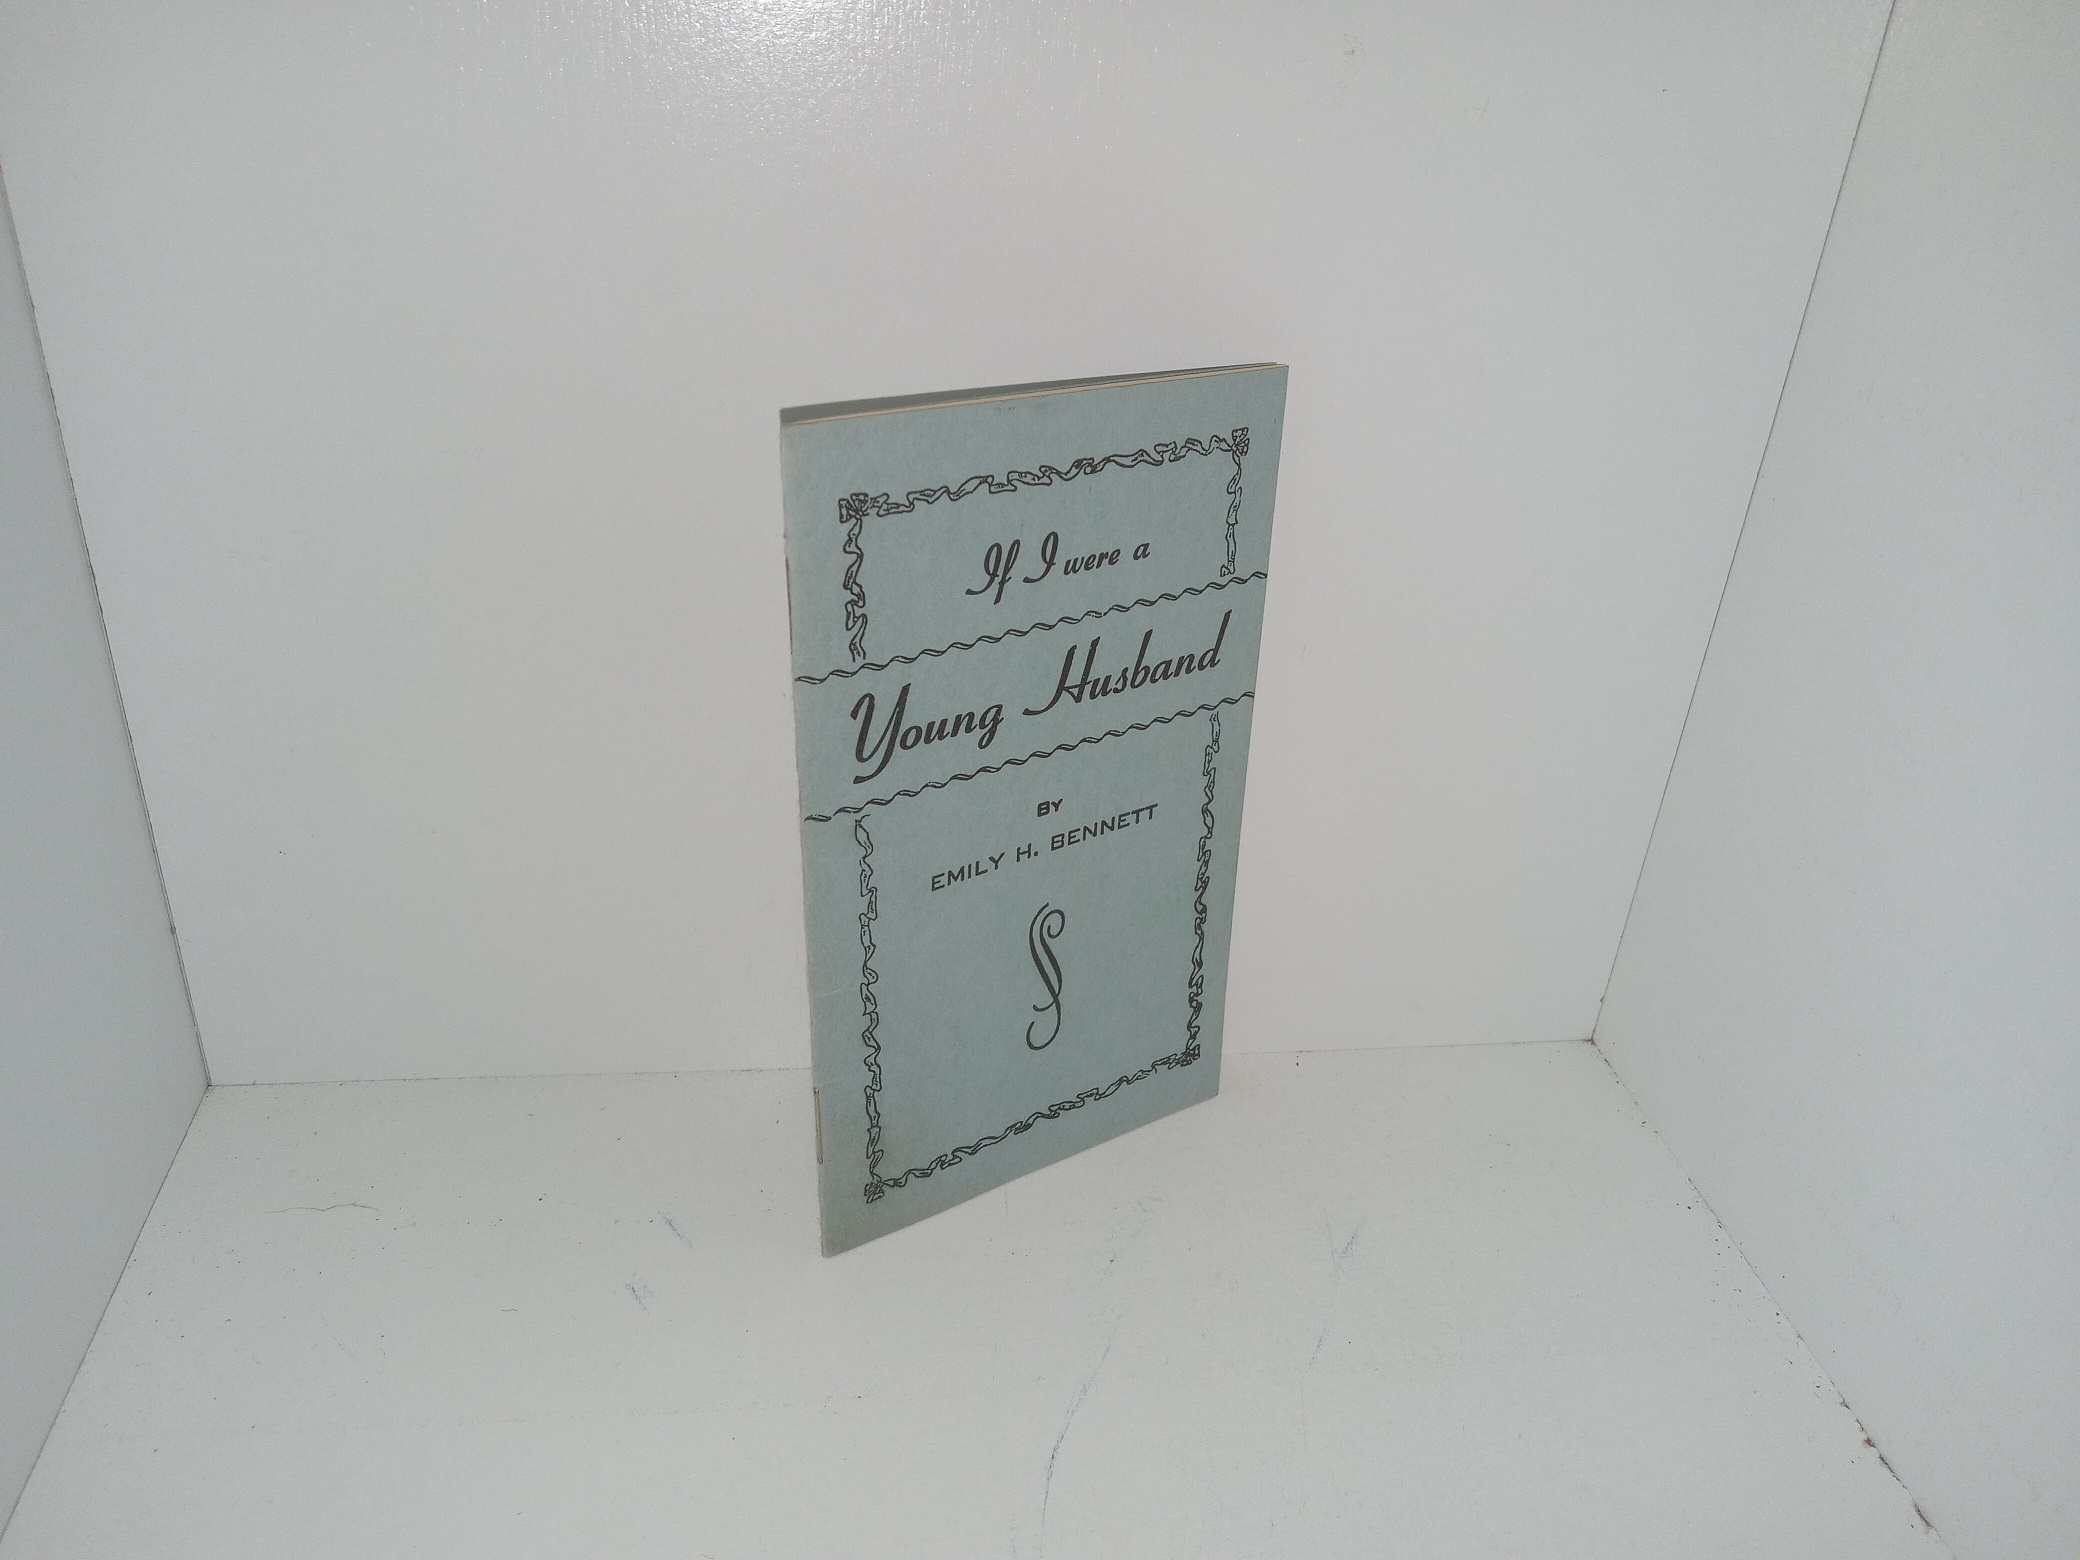 If I were a
Young Husband
BY
EMILY H. BENNETT